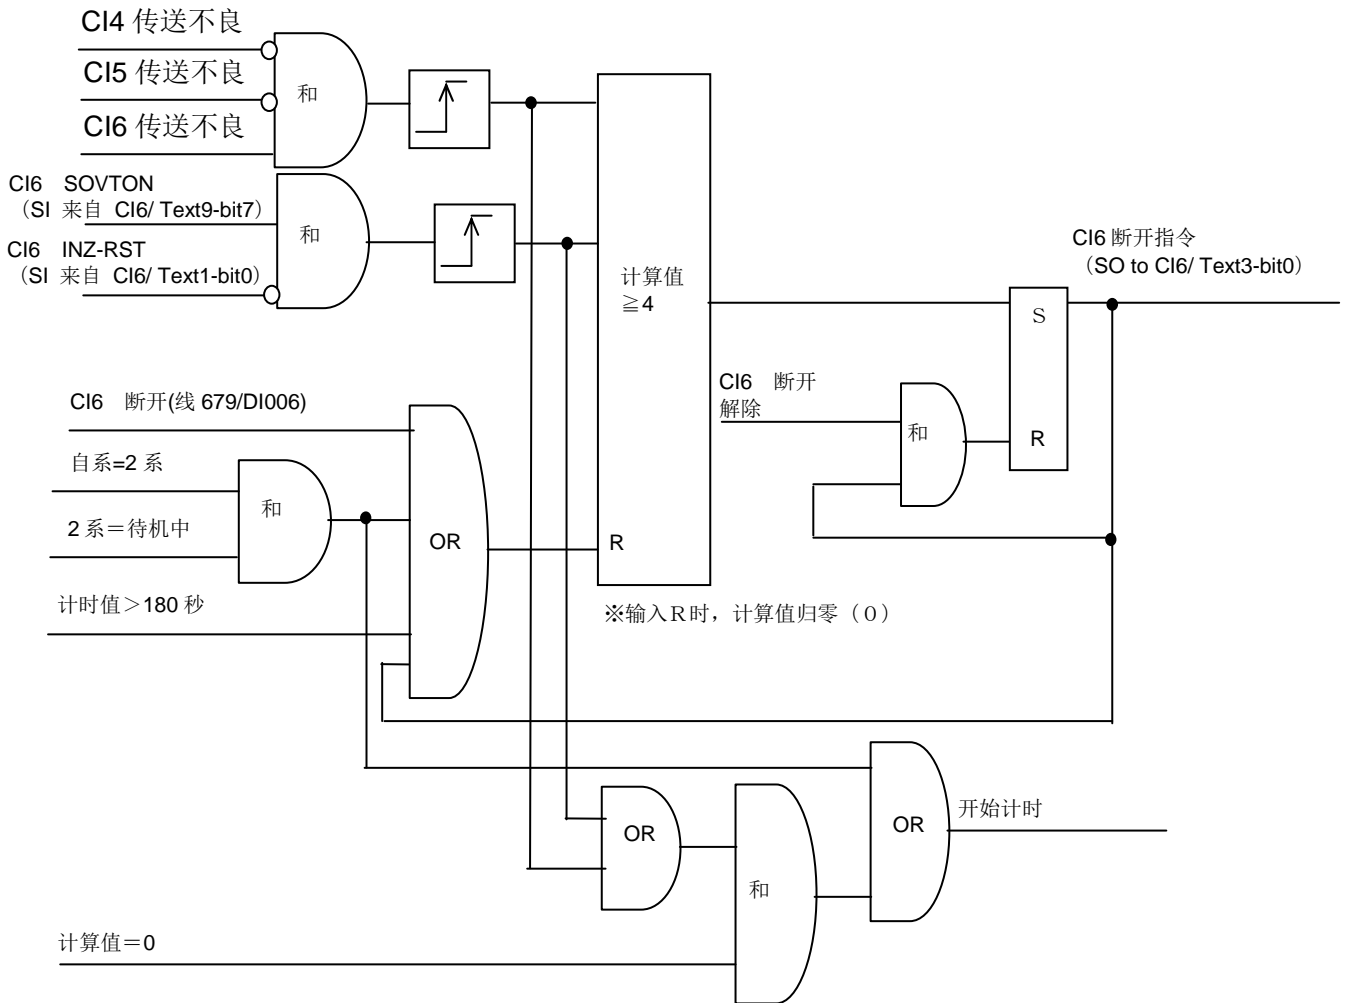 CI4 传送不良
CI5 传送不良
CI6 传送不良
和
CI6 SOVTON
（SI 来自 CI6/ Text9-bit7）
CI6 INZ-RST
（SI 来自 CI6/ Text1-bit0）
和
计算值
≧4
R
※输入Ｒ时，计算值归零（０）
CI6 断开指令
（SO to CI6/ Text3-bit0）
Ｓ
R
CI6 断开
解除
和
CI6 断开(线 679/DI006)
自系=2 系
2 系＝待机中
和
计时值＞180 秒
OR
OR
和
OR
开始计时
计算值＝0